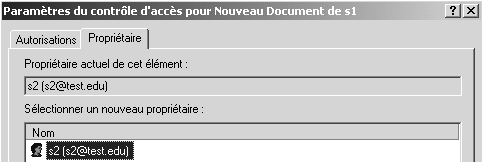 Paramètres du contrôle d'accès pour Nouveau Document de s1
Autorisations Propriétaire
Propriétaire actuel de cet élément :
s2 (s2@test.edu)
Sélectionner un nouveau propriétaire :
Nom
s2 (s2@test.edu)